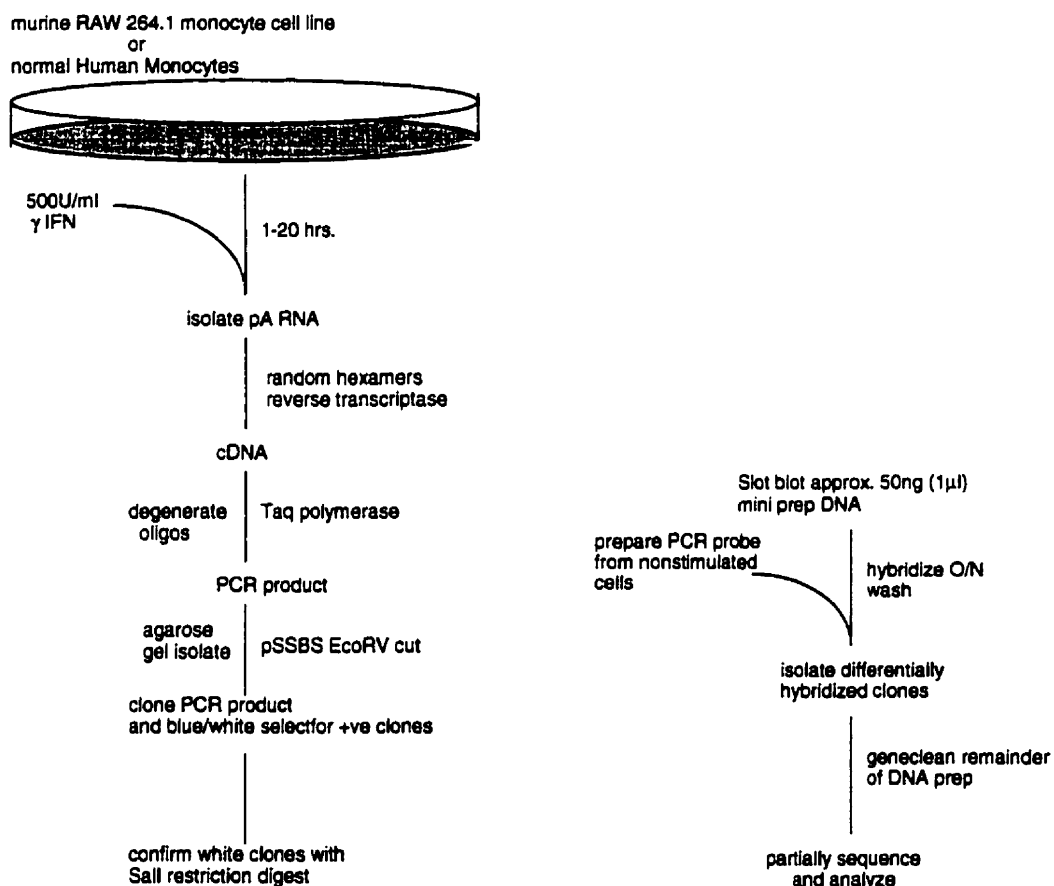 murine RAW 264.1 monocyte cell line
or
normal Human Monocytes
500U/ml
γ IFN
1-20 hrs.
isolate pA RNA
random hexamers
reverse transcriptase
cDNA
degenerate
oligos
Taq polymerase
PCR product
agarose
gel isolate
pSSBS EcoRV cut
clone PCR product
and blue/white selectfor +ve clones
confirm white clones with
SalI restriction digest
Slot blot approx. 50ng (1µl)
mini prep DNA
prepare PCR probe
from nonstimulated
cells
hybridize O/N
wash
isolate differentially
hybridized clones
geneclean remainder
of DNA prep
partially sequence
and analyze